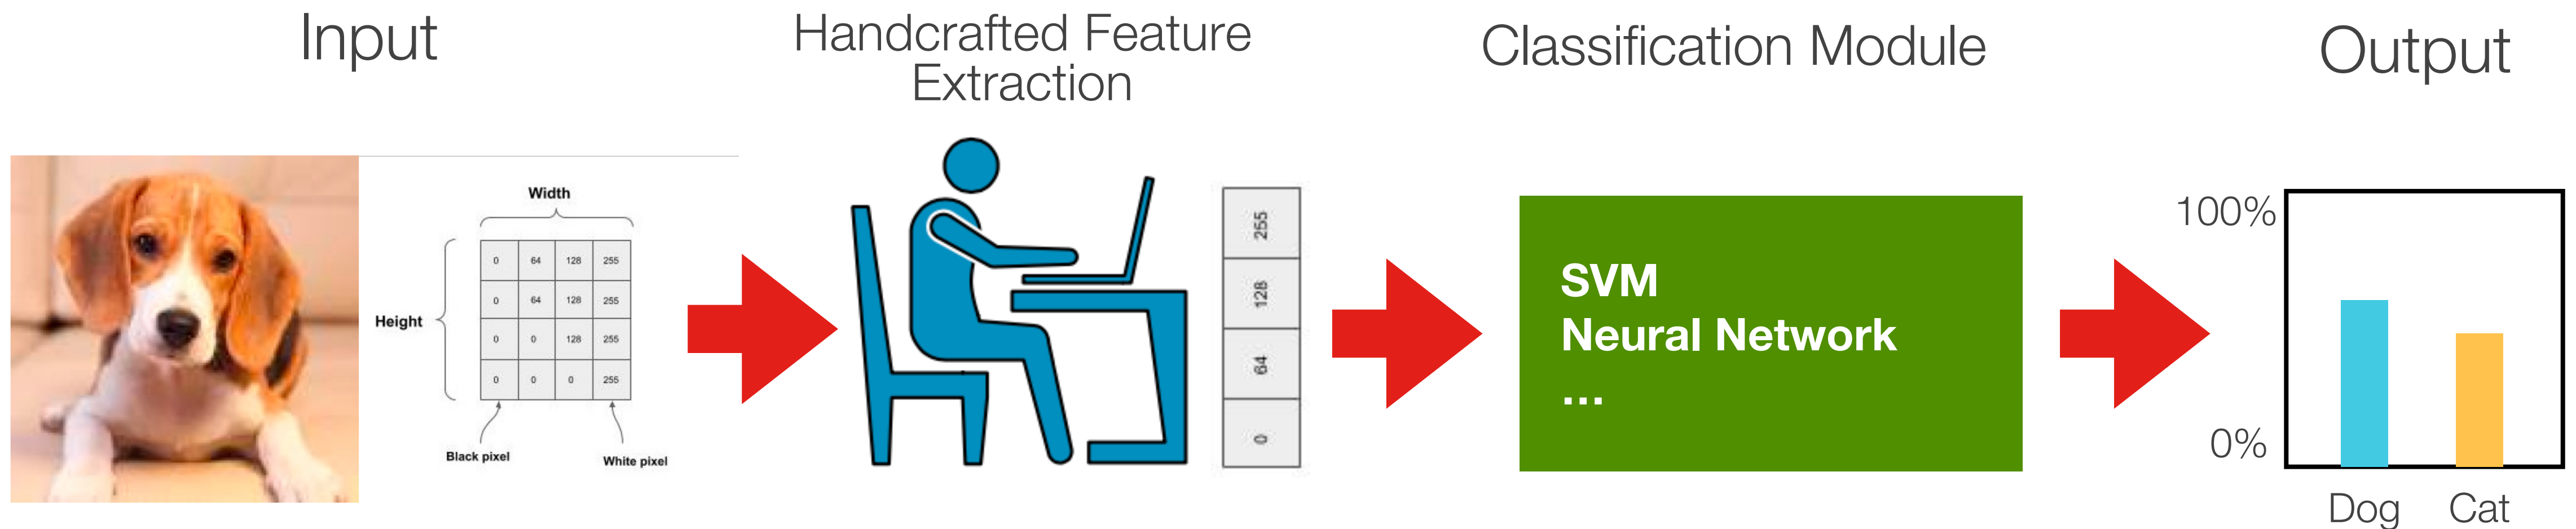 Input
Handcrafted Feature
Extraction
Classification Module
Output
Width
Height
0 64 128 255
0 64 128 255
0 0 128 255
0 0 0 255
Black pixel
White pixel
255
128
64
0
SVM
Neural Network
...
100%
0%
Dog
Cat